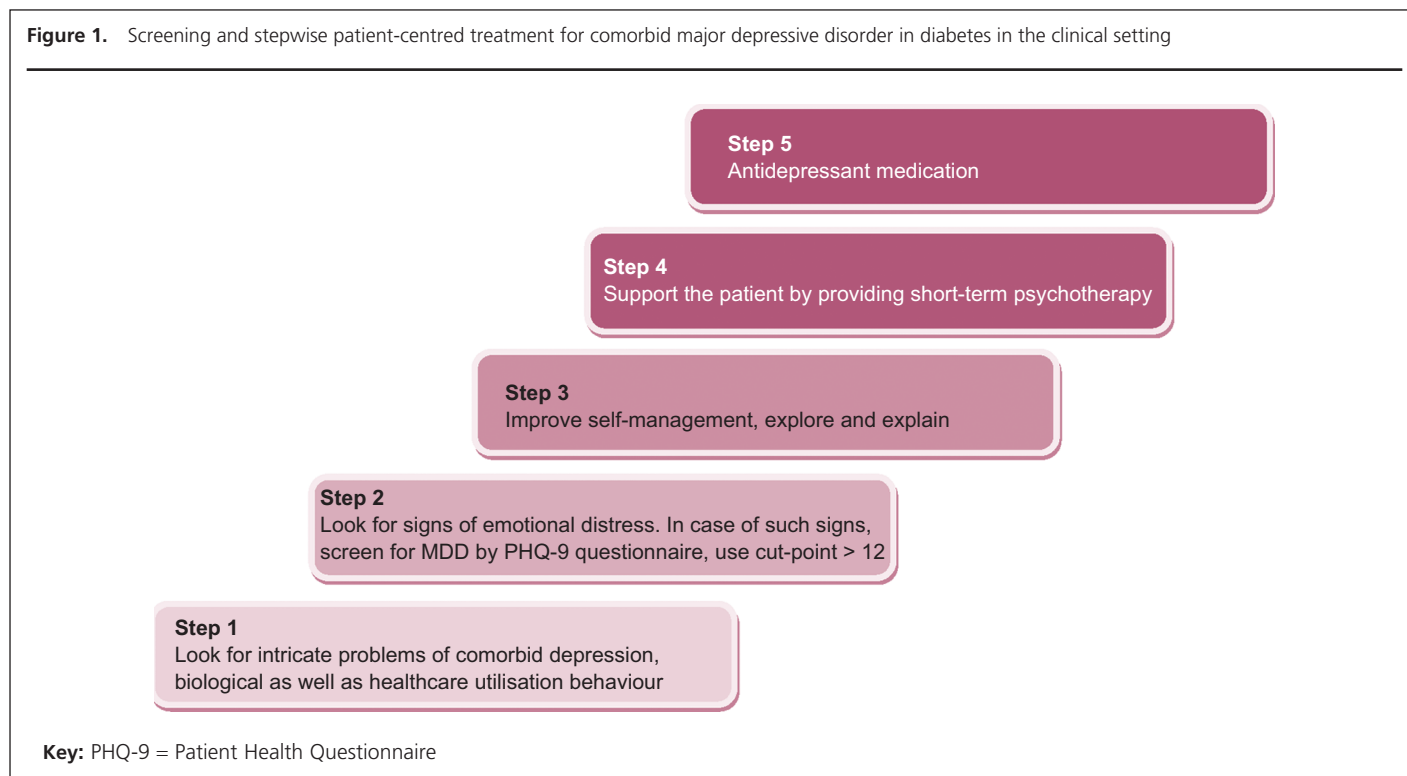 Figure 1. Screening and stepwise patient-centred treatment for comorbid major depressive disorder in diabetes in the clinical setting
Step 5
Antidepressant medication
Step 4
Support the patient by providing short-term psychotherapy
Step 3
Improve self-management, explore and explain
Step 2
Look for signs of emotional distress. In case of such signs,
screen for MDD by PHQ-9 questionnaire, use cut-point > 12
Step 1
Look for intricate problems of comorbid depression,
biological as well as healthcare utilisation behaviour
Key: PHQ-9 = Patient Health Questionnaire